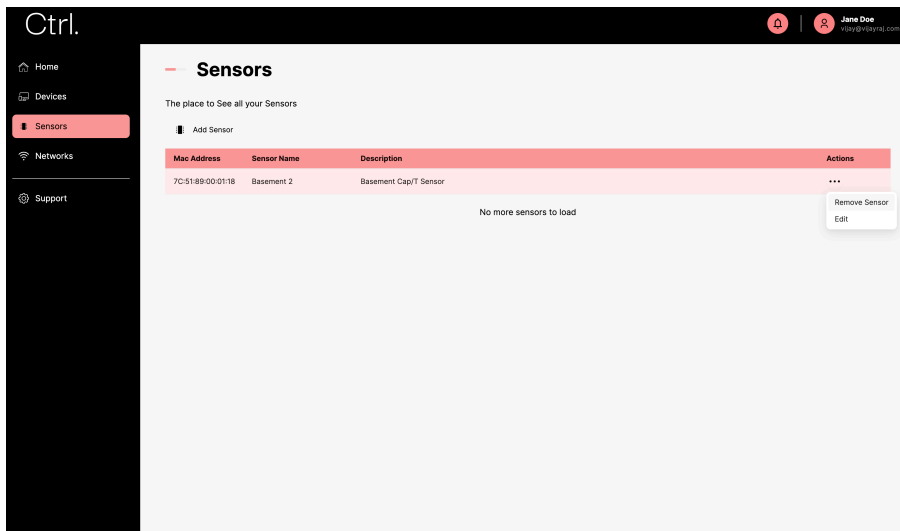 Ctrl.
Jane Doe
vijay@vijayraj.com
Home
Devices
Sensors
Networks
Support
Sensors
The place to See all your Sensors
Add Sensor
Mac Address Sensor Name Description Actions
7C:51:89:00:01:18 Basement 2 Basement Cap/T Sensor
No more sensors to load
Remove Sensor
Edit